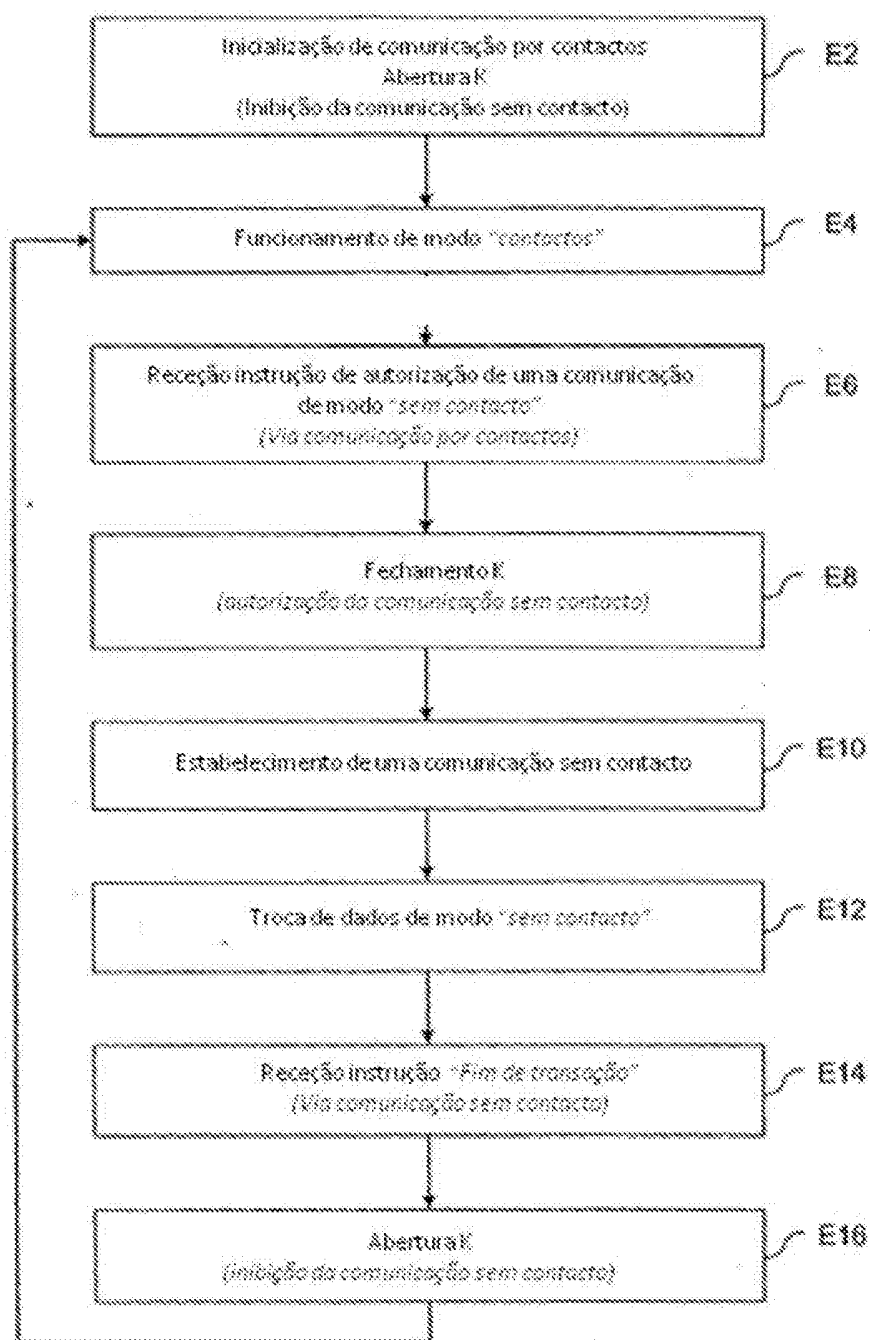 Inicialização de comunicação por contactos
Abertura K
(Inibição da comunicação sem contacto)
E2
Funcionamento de modo "contactos"
E4
Receção instrução de autorização de uma comunicação
de modo "sem contacto"
(Via comunicação por contactos)
E6
Fechamento K
(autorização da comunicação sem contacto)
E8
Estabelecimento de uma comunicação sem contacto
E10
Troca de dados de modo "sem contacto"
E12
Receção instrução "Fim de transação"
(Via comunicação sem contacto)
E14
Abertura K
(inibição da comunicação sem contacto)
E16